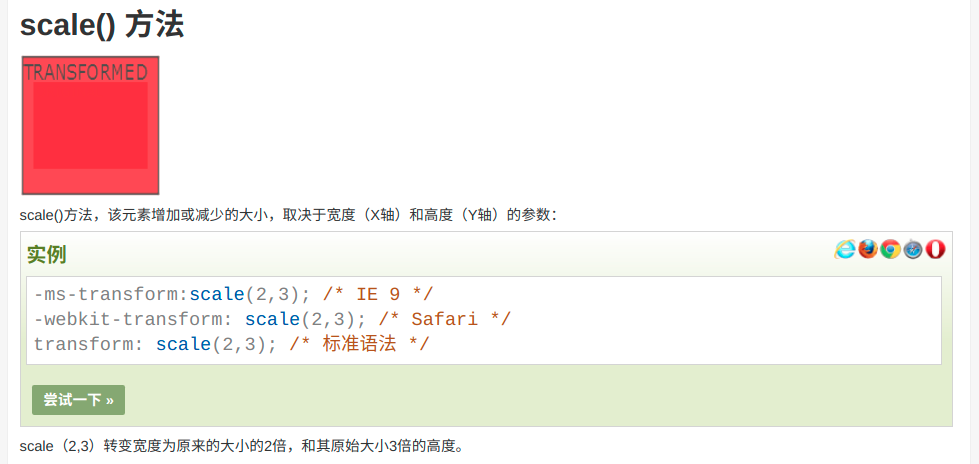 scale() 方法
TRANSFORMED
scale()方法，该元素增加或减少的大小，取决于宽度（X轴）和高度（Y轴）的参数：
实例
-ms-transform:scale(2,3); /* IE 9 */
-webkit-transform: scale(2,3); /* Safari */
transform: scale(2,3); /* 标准语法 */
尝试一下 »
scale（2,3）转变宽度为原来的大小的2倍，和其原始大小3倍的高度。